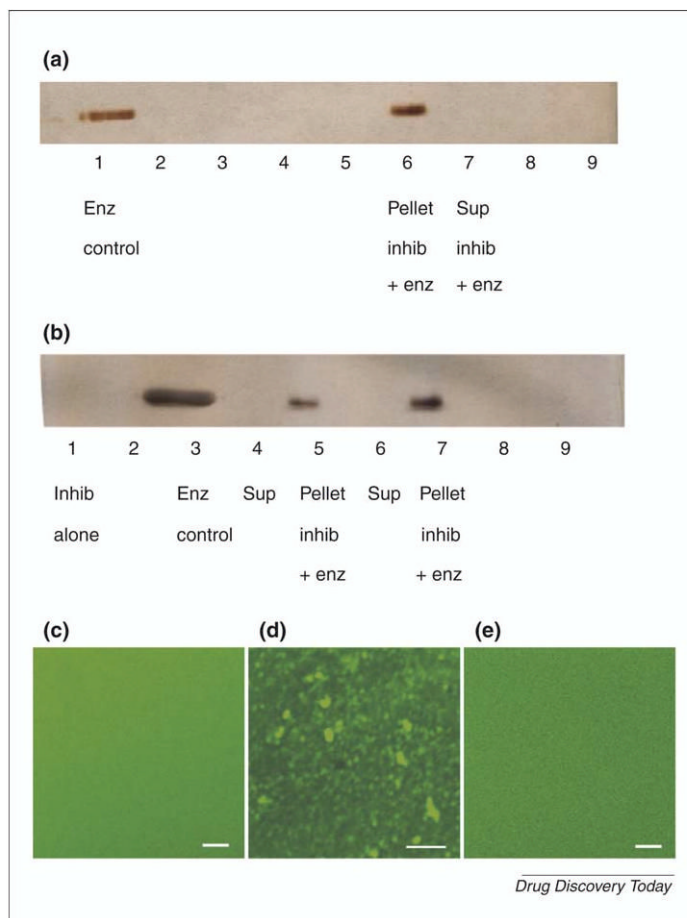 (a)
1 2 3 4 5 6 7 8 9
Enz Pellet Sup
control inhib inhib
+ enz + enz
(b)
1 2 3 4 5 6 7 8 9
Inhib Enz Sup Pellet Sup Pellet
alone control inhib inhib
+ enz + enz
(c) (d) (e)
Drug Discovery Today